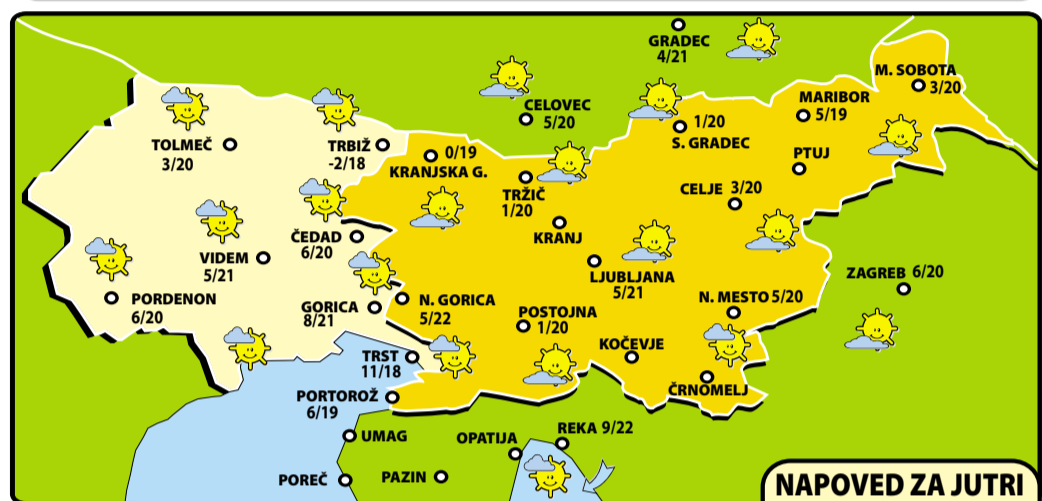 GRADEC
4/21
M. SOBOTA
3/20
CELOVEC
5/20
MARIBOR
5/19
1/20
S. GRADEC
TOLMEČ
3/20
TRBIŽ
-2/18
0/19
KRANJSKA G.
PTUJ
TRŽIČ
1/20
CELJE 3/20
KRANJ
ČEDAD
6/20
VIDEM
5/21
LJUBLJANA
5/21
ZAGREB 6/20
PORDENON
6/20
GORICA
8/21
N. GORICA
5/22
N. MESTO 5/20
POSTOJNA
1/20
KOČEVJE
TRST
11/18
ČRNOMELJ
PORTOROŽ
6/19
UMAG
OPATIJA
REKA 9/22
POREČ
PAZIN
NAPOVED ZA JUTRI